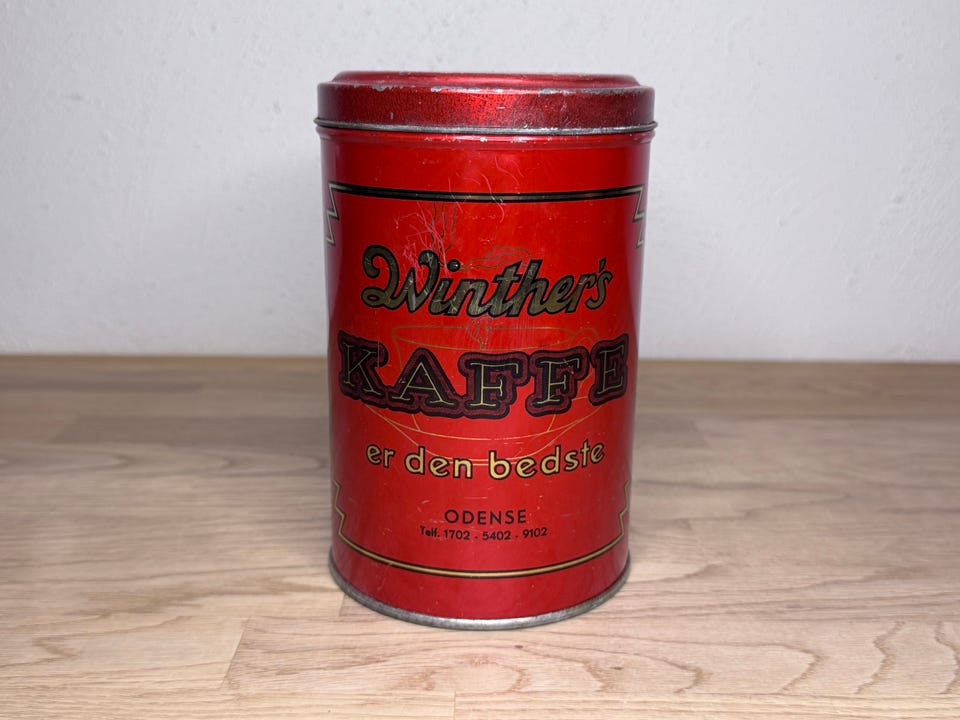 Winther's
KAFFE
er den bedste
ODENSE
Telf. 1702 - 5402 - 9102